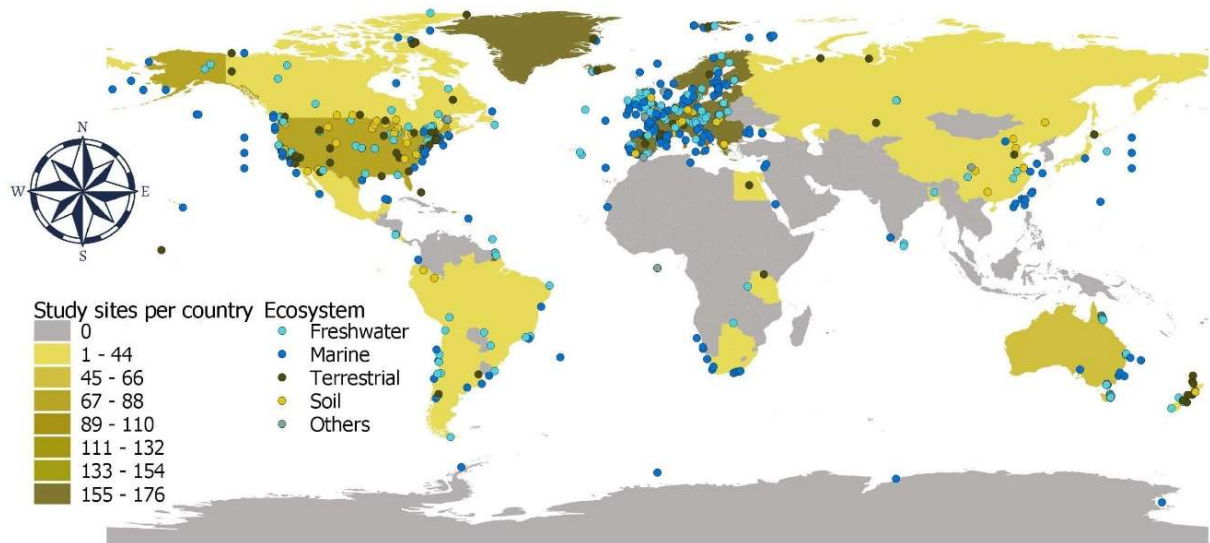 N
W E
S
Study sites per country Ecosystem
0 Freshwater
1 - 44 Marine
45 - 66 Terrestrial
67 - 88 Soil
89 - 110 Others
111 - 132
133 - 154
155 - 176